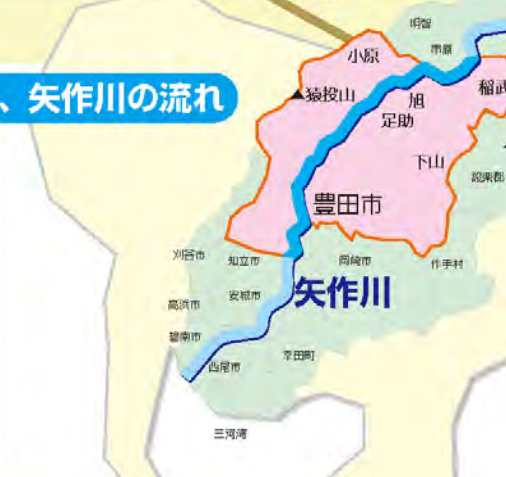 明智
小原
串原
、矢作川の流れ
猿投山
旭
稲武
足助
下山
設楽郡
豊田市
刈谷市
知立市
岡崎市
作手村
高浜市
安城市
矢作川
碧南市
西尾市
幸田町
三河湾